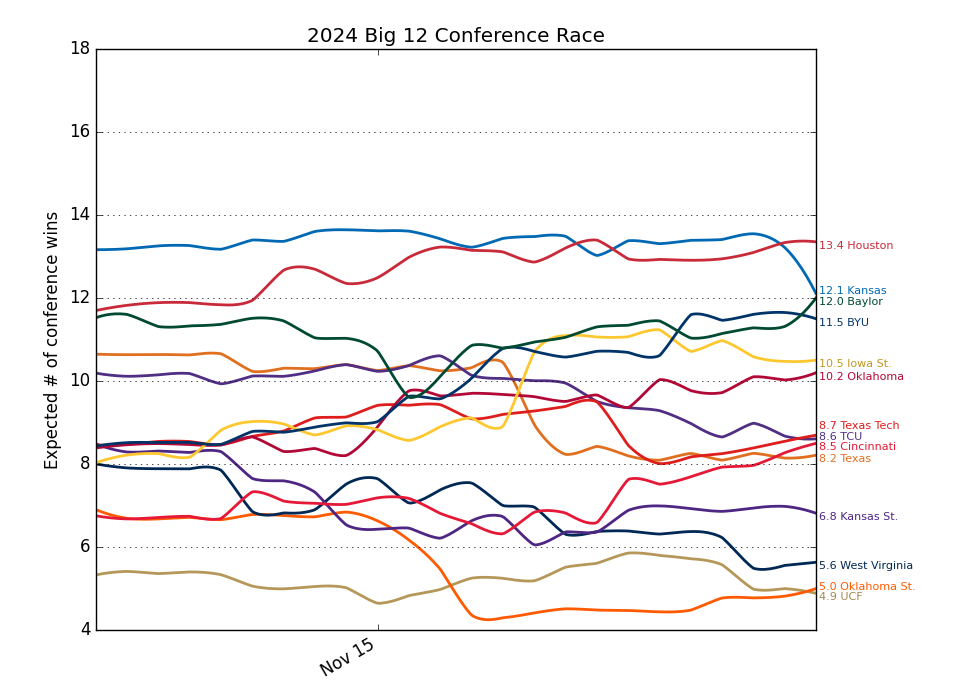 2024 Big 12 Conference Race
Expected # of conference wins
18
16
14
12
10
8
6
4
Nov 15
13.4 Houston
12.1 Kansas
12.0 Baylor
11.5 BYU
10.5 Iowa St.
10.2 Oklahoma
8.7 Texas Tech
8.6 TCU
8.5 Cincinnati
8.2 Texas
6.8 Kansas St.
5.6 West Virginia
5.0 Oklahoma St.
4.9 UCF